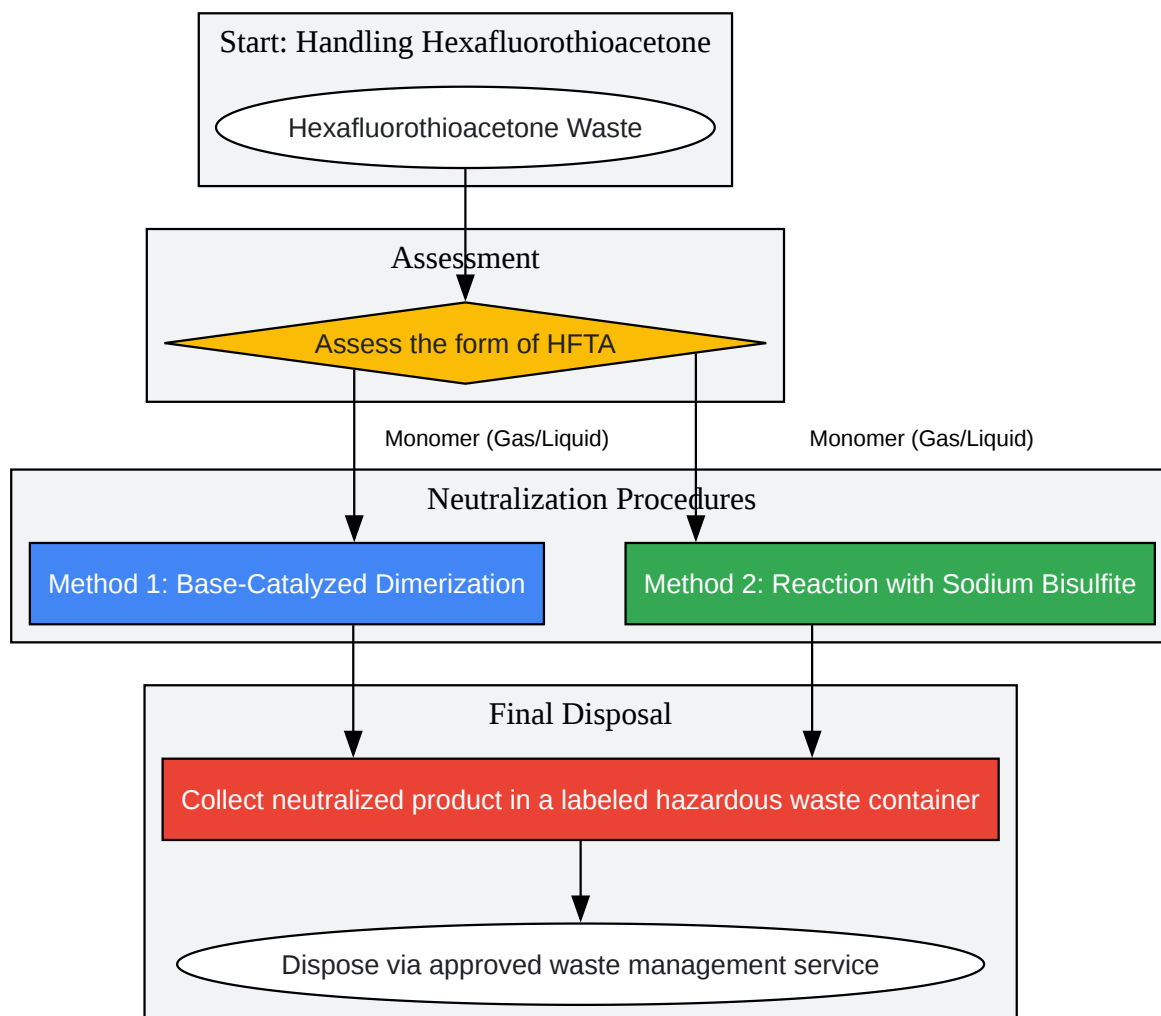 Start: Handling Hexafluorothioacetone
Hexafluorothioacetone Waste
Assessment
Assess the form of HFTA
Monomer (Gas/Liquid)
Monomer (Gas/Liquid)
Neutralization Procedures
Method 1: Base-Catalyzed Dimerization
Method 2: Reaction with Sodium Bisulfite
Final Disposal
Collect neutralized product in a labeled hazardous waste container
Dispose via approved waste management service